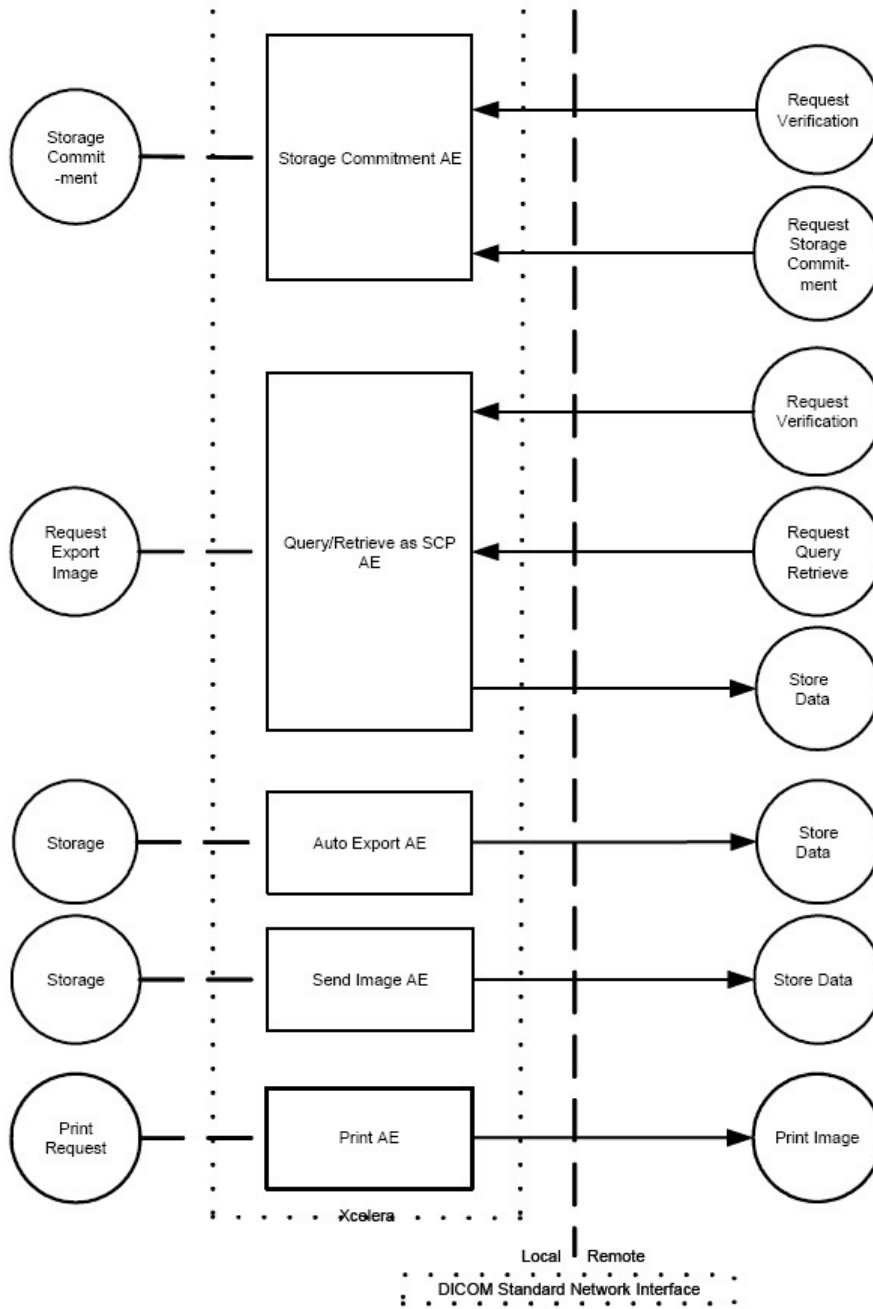 Request
Verification
Storage
Commit
-ment
Storage Commitment AE
Request
Storage
Commit-
ment
Request
Verification
Request
Export
Image
Query/Retrieve as SCP
AE
Request
Query
Retrieve
Store
Data
Storage
Auto Export AE
Store
Data
Storage
Send Image AE
Store Data
Print
Request
Print AE
Print Image
Xcelera
Local
Remote
DICOM Standard Network Interface